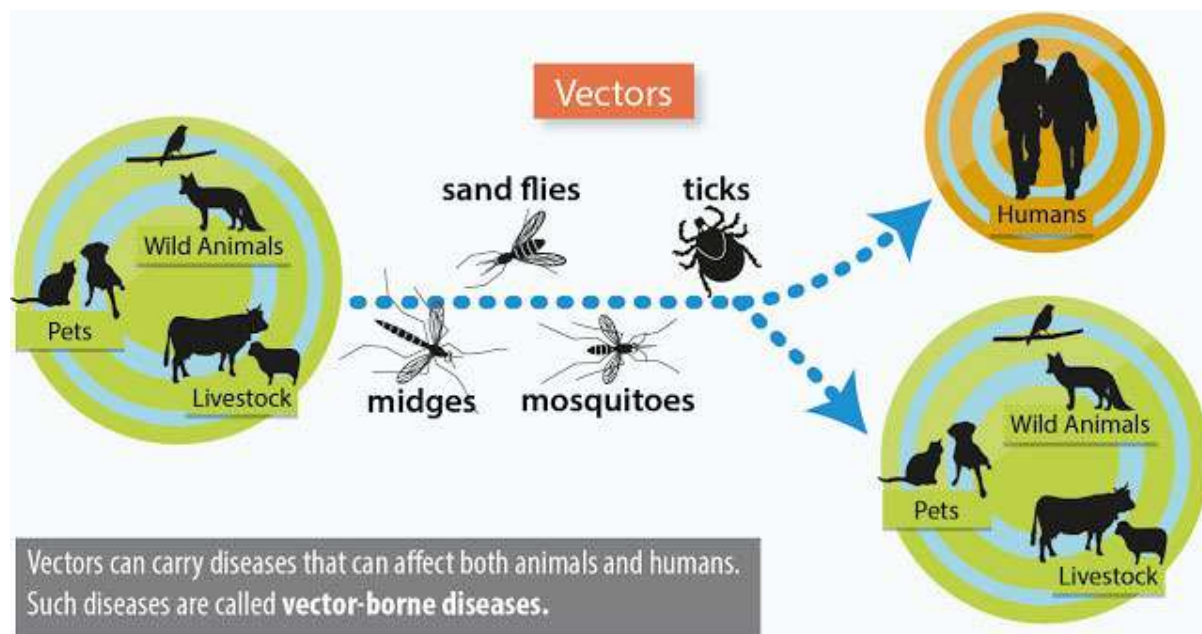 Vectors
sand flies
ticks
Humans
Wild Animals
Pets
Livestock
midges
mosquitoes
Wild Animals
Pets
Livestock
Vectors can carry diseases that can affect both animals and humans.
Such diseases are called vector-borne diseases.